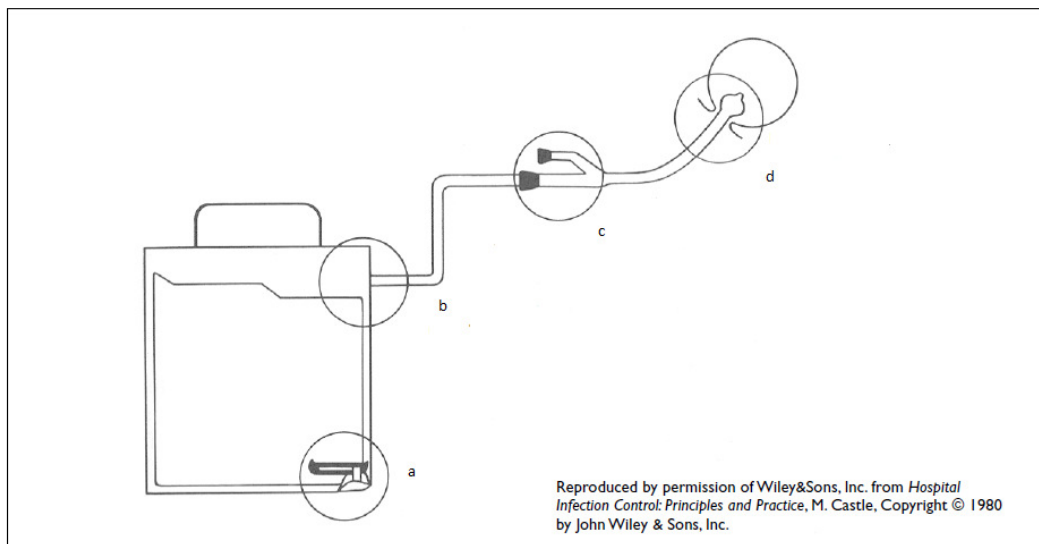 d
c
b
a
Reproduced by permission of Wiley&Sons, Inc. from Hospital
Infection Control: Principles and Practice, M. Castle, Copyright © 1980
by John Wiley & Sons, Inc.